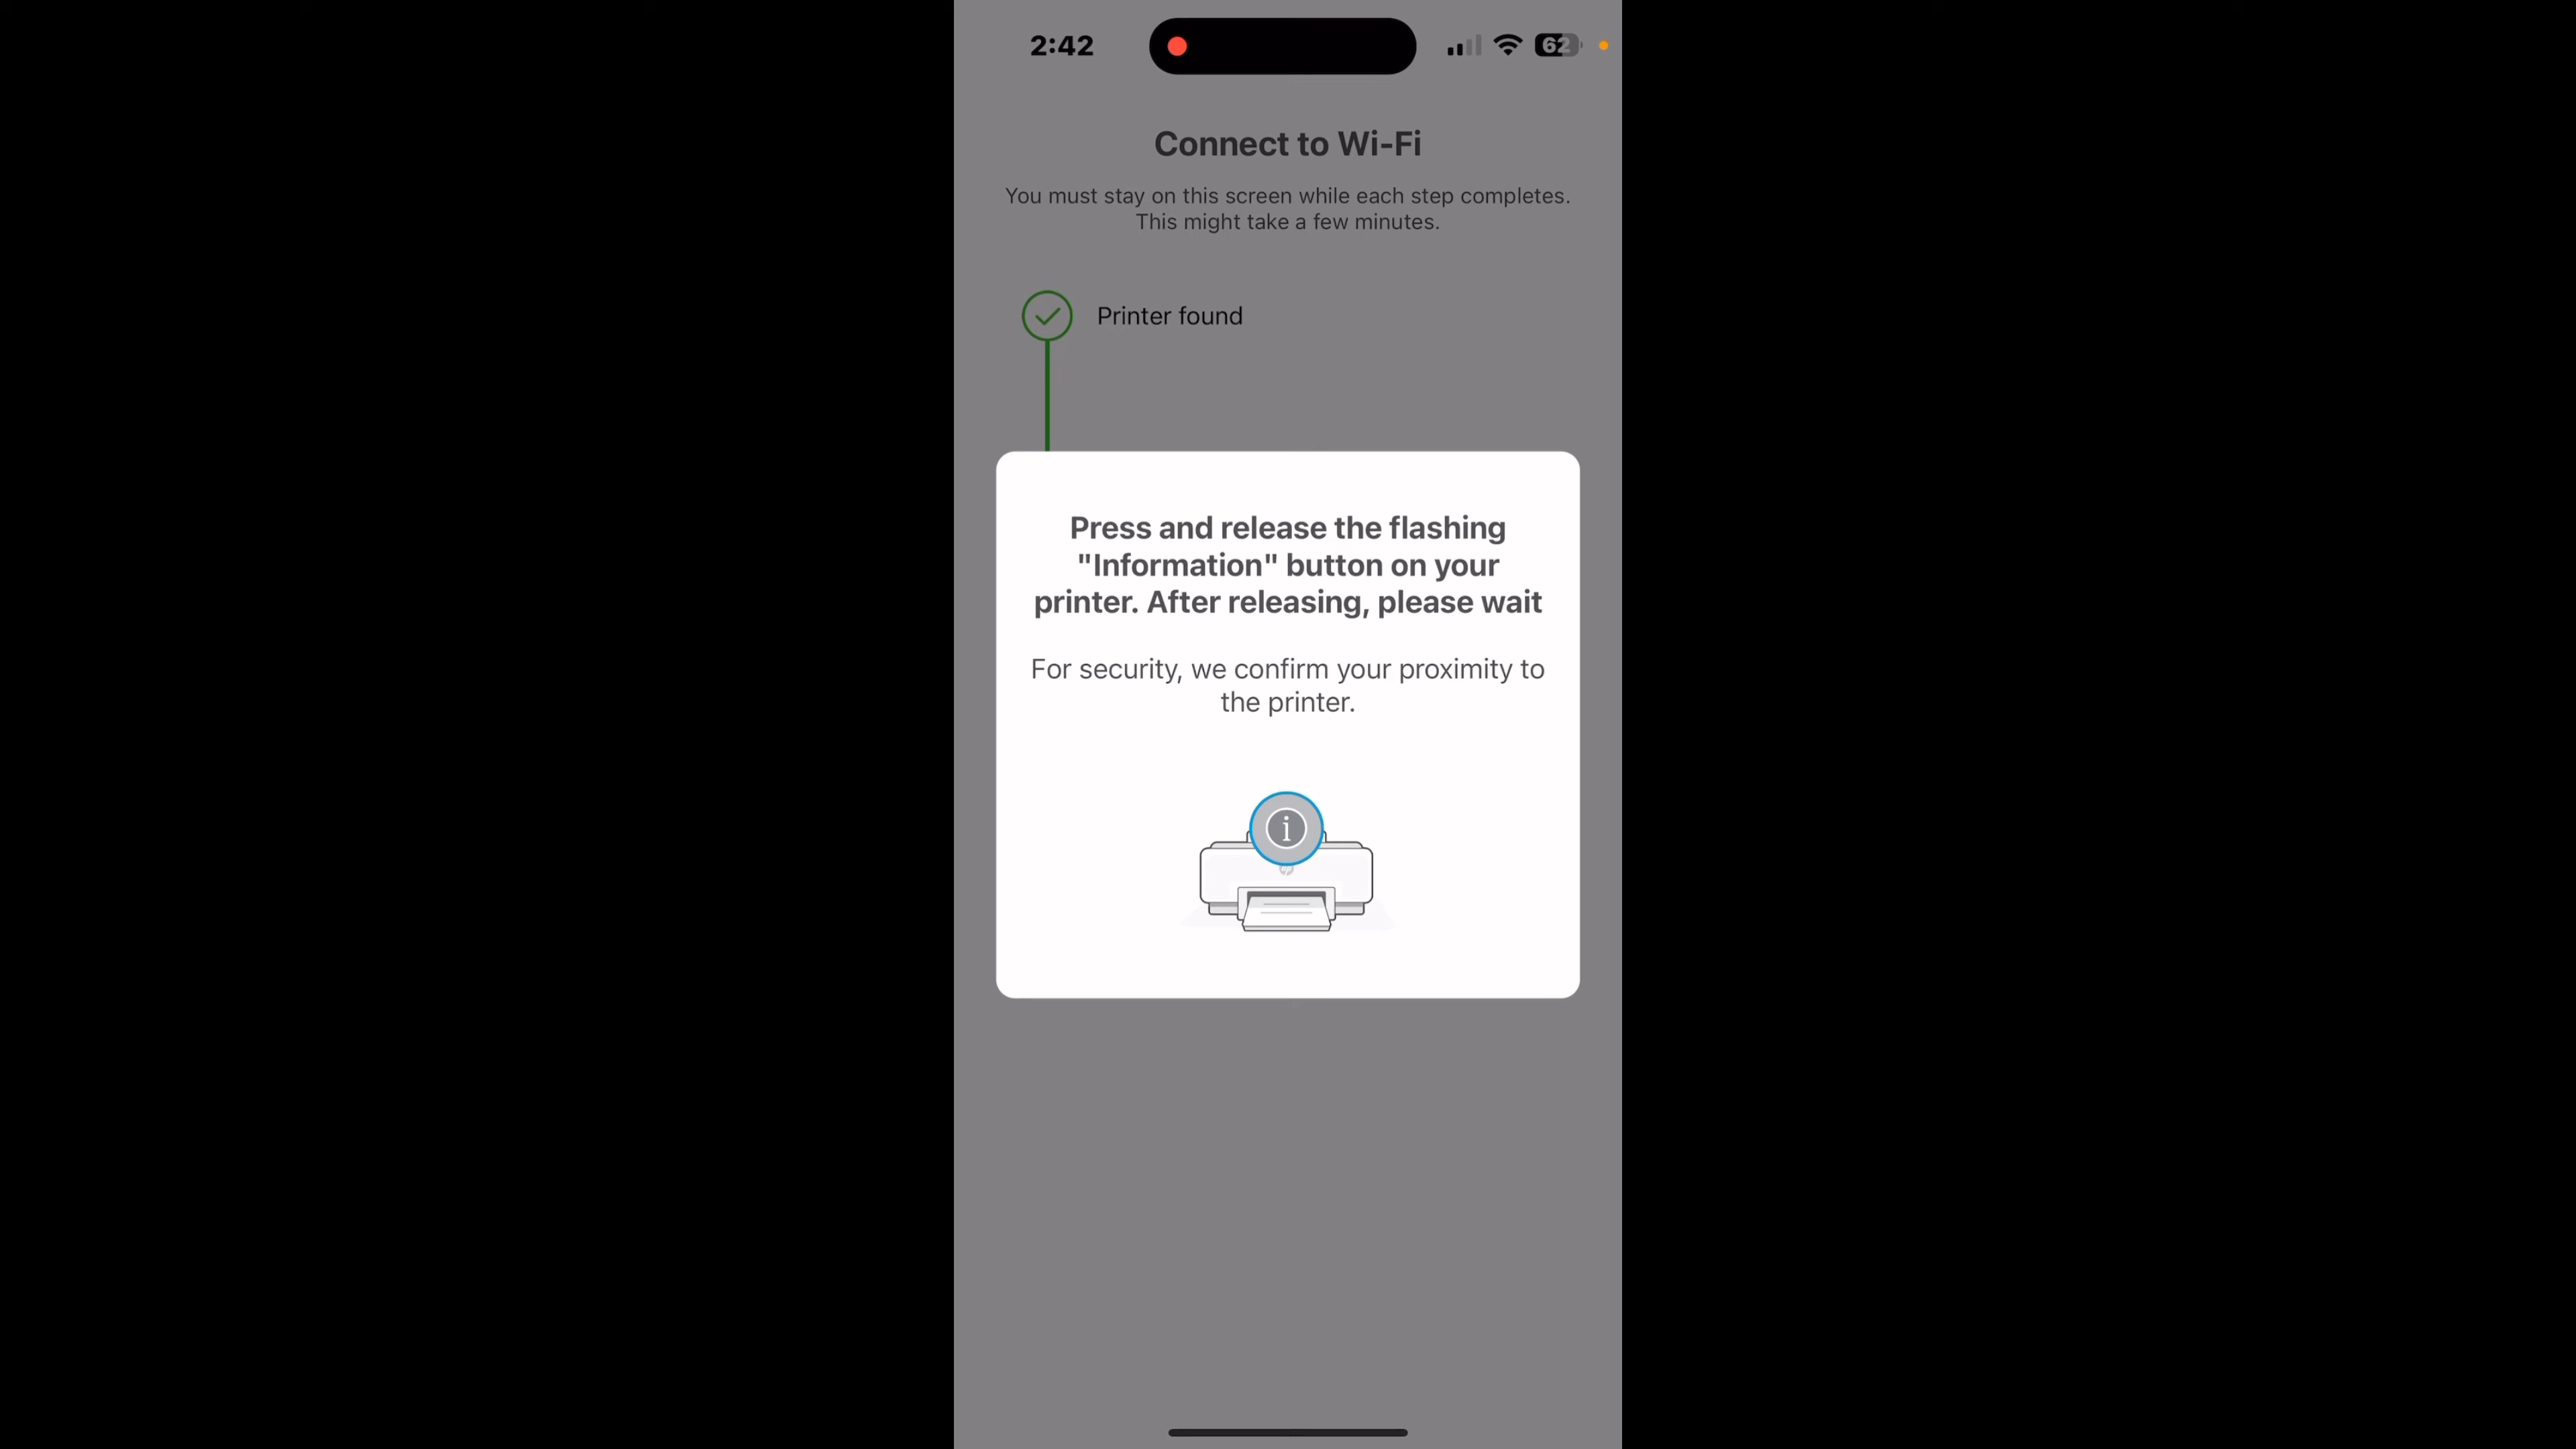 2:42
62
Connect to Wi-Fi
You must stay on this screen while each step completes.
This might take a few minutes.
Printer found
Press and release the flashing
"Information" button on your
printer. After releasing, please wait
For security, we confirm your proximity to
the printer.
i
hp